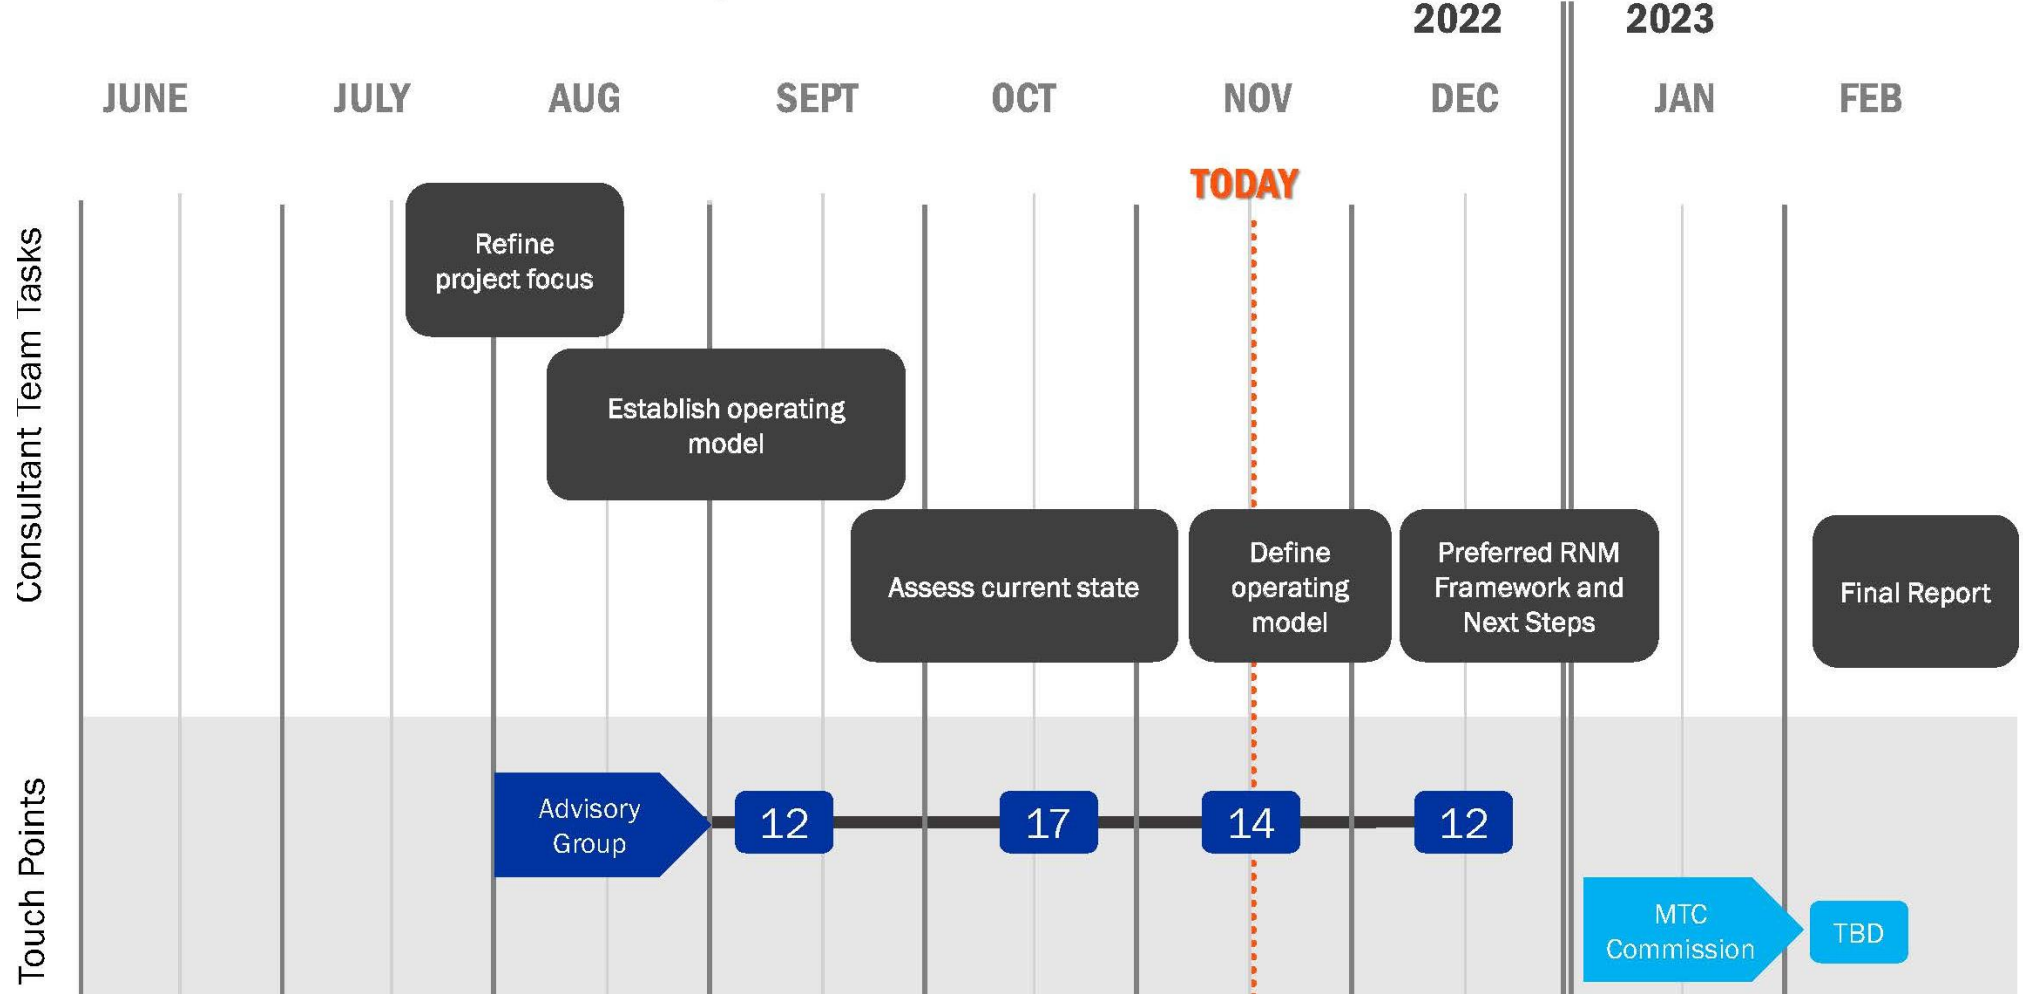 2022
2023
JUNE
JULY
AUG
SEPT
OCT
NOV
DEC
JAN
FEB
TODAY
Consultant Team Tasks
Refine
project focus
Establish operating
model
Assess current state
Define
operating
model
Preferred RNM
Framework and
Next Steps
Final Report
Touch Points
Advisory
Group
12
17
14
12
MTC
Commission
TBD